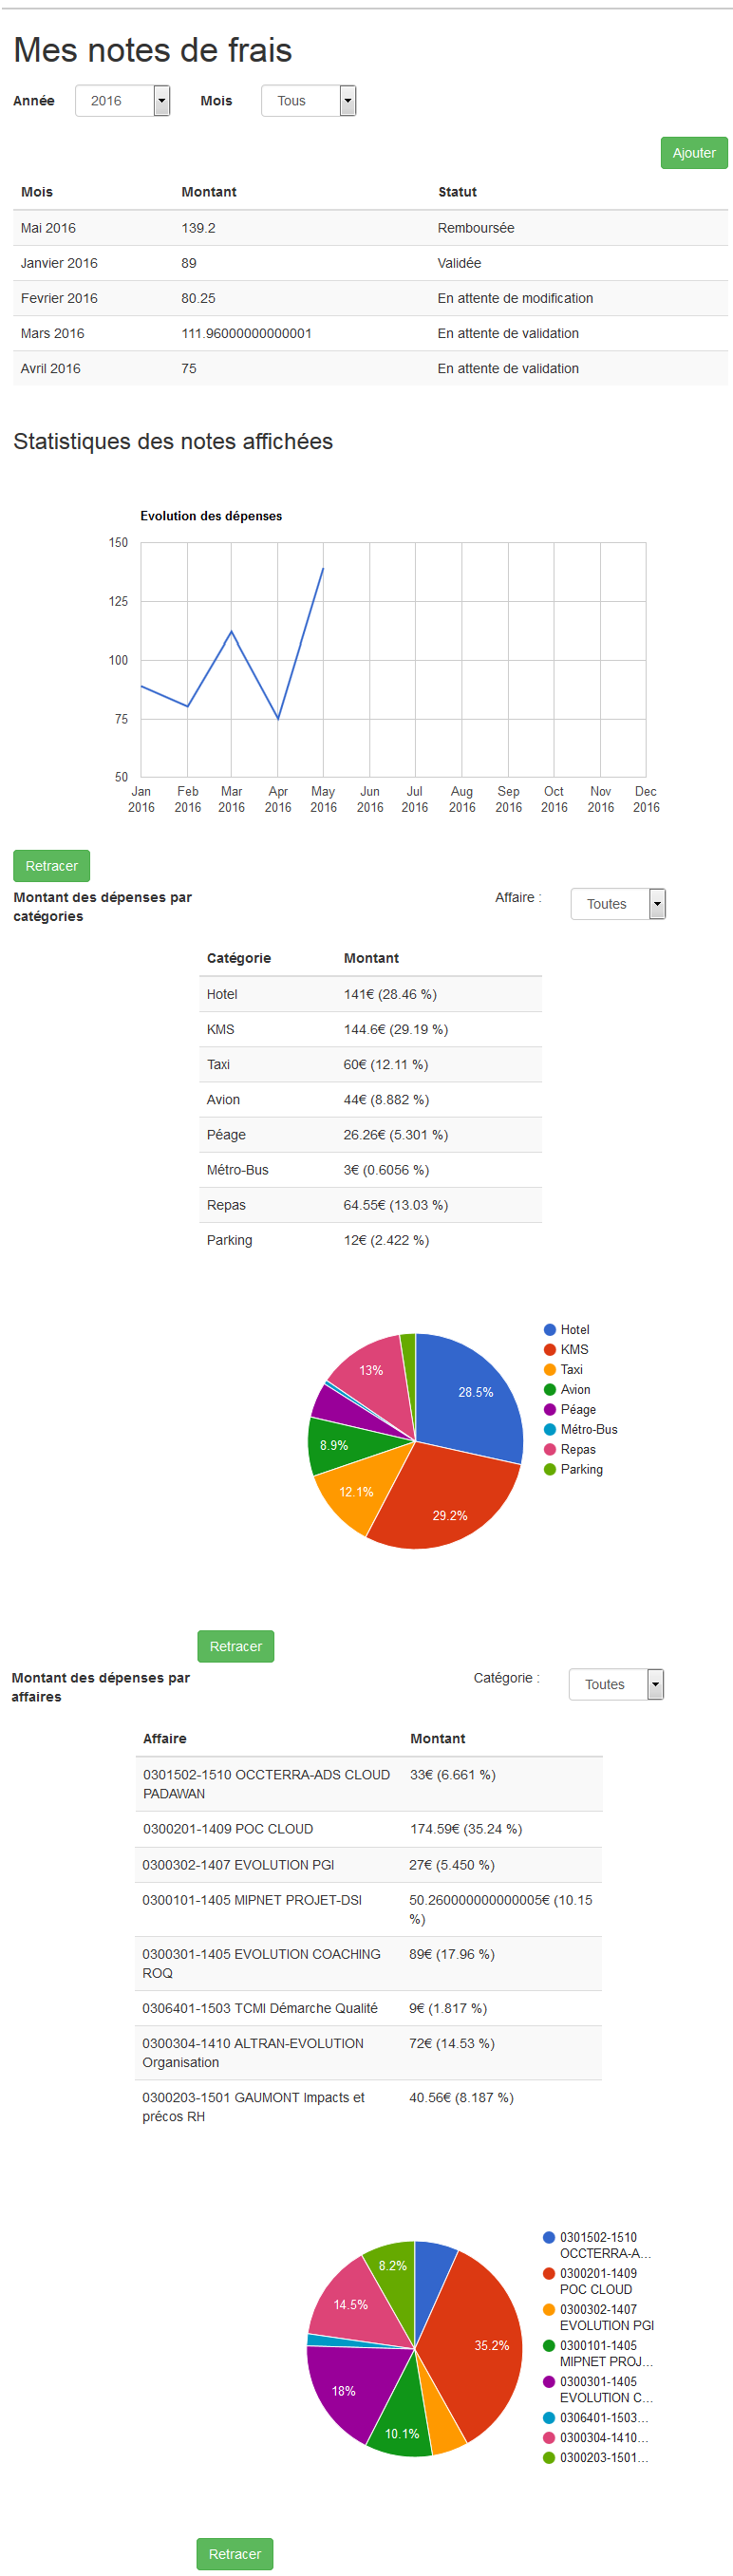 Mes notes de frais
Année 2016 Mois Tous
Ajouter
Mois Montant Statut
Mai 2016 139.2 Remboursée
Janvier 2016 89 Validée
Fevrier 2016 80.25 En attente de modification
Mars 2016 111.96000000000001 En attente de validation
Avril 2016 75 En attente de validation
Statistiques des notes affichées
Evolution des dépenses
150
125
100
75
50
Jan Feb Mar Apr May Jun Jul Aug Sep Oct Nov Dec
2016 2016 2016 2016 2016 2016 2016 2016 2016 2016 2016 2016
Retracer
Montant des dépenses par
catégories
Affaire : Toutes
Catégorie Montant
Hotel 141€ (28.46 %)
KMS 144.6€ (29.19 %)
Taxi 60€ (12.11 %)
Avion 44€ (8.882 %)
Péage 26.26€ (5.301 %)
Métro-Bus 3€ (0.6056 %)
Repas 64.55€ (13.03 %)
Parking 12€ (2.422 %)
Hotel
KMS
Taxi
Avion
Péage
Métro-Bus
Repas
Parking
13%
28.5%
8.9%
12.1%
29.2%
Retracer
Montant des dépenses par
affaires
Catégorie : Toutes
Affaire Montant
0301502-1510 OCCTERRA-ADS CLOUD 33€ (6.661 %)
PADAWAN
0300201-1409 POC CLOUD 174.59€ (35.24 %)
0300302-1407 EVOLUTION PGI 27€ (5.450 %)
0300101-1405 MIPNET PROJET-DSI 50.260000000000005€ (10.15
%)
0300301-1405 EVOLUTION COACHING 89€ (17.96 %)
ROQ
0306401-1503 TCMI Démarche Qualité 9€ (1.817 %)
0300304-1410 ALTRAN-EVOLUTION 72€ (14.53 %)
Organisation
0300203-1501 GAUMONT Impacts et 40.56€ (8.187 %)
précos RH
0301502-1510
OCCTERRA-A...
0300201-1409
POC CLOUD
0300302-1407
EVOLUTION PGI
0300101-1405
MIPNET PROJ...
0300301-1405
EVOLUTION C...
0306401-1503...
0300304-1410...
0300203-1501...
8.2%
14.5%
35.2%
18%
10.1%
Retracer